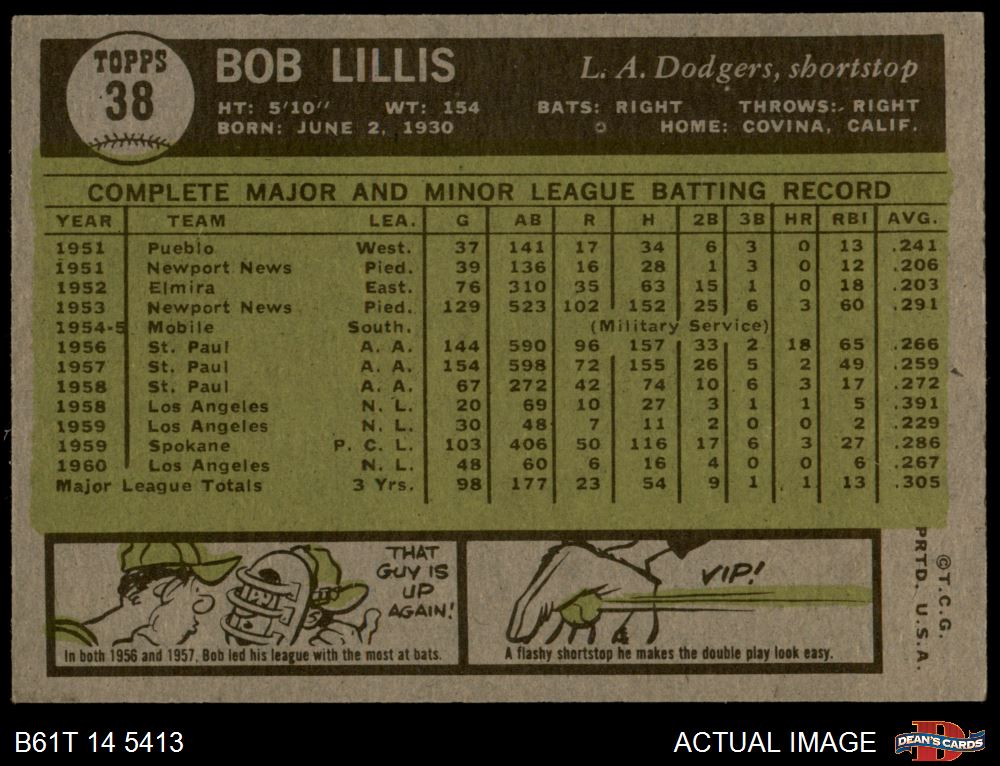 TOPPS
38
BOB LILLIS
L. A. Dodgers, shortstop
HT: 5'10" WT: 154 BATS: RIGHT THROWS: RIGHT
BORN: JUNE 2, 1930 HOME: COVINA, CALIF.
COMPLETE MAJOR AND MINOR LEAGUE BATTING RECORD
YEAR TEAM LEA. G AB R H 2B 3B HR RBI AVG.
1951 Pueblo West. 37 141 17 34 6 3 0 13 .241
1951 Newport News Pied. 39 136 16 28 1 3 0 12 .206
1952 Elmira East. 76 310 35 63 15 1 0 18 .203
1953 Newport News Pied. 129 523 102 152 25 6 3 60 .291
1954-5 Mobile South. (Military Service)
1956 St. Paul A. A. 144 590 96 157 33 2 18 65 .266
1957 St. Paul A. A. 154 598 72 155 26 5 2 49 .259
1958 St. Paul A. A. 67 272 42 74 10 6 3 17 .272
1958 Los Angeles N. L. 20 69 10 27 3 1 1 5 .391
1959 Los Angeles N. L. 30 48 7 11 2 0 0 2 .229
1959 Spokane P. C. L. 103 406 50 116 17 6 3 27 .286
1960 Los Angeles N. L. 48 60 6 16 4 0 0 6 .267
Major League Totals 3 Yrs. 98 177 23 54 9 1 1 13 .305
THAT
GUY IS
UP
AGAIN!
In both 1956 and 1957, Bob led his league with the most at bats.
VIP!
A flashy shortstop he makes the double play look easy.
©T.C.G.
PRTD. U.S.A.
B61T 14 5413
ACTUAL IMAGE
DEAN'S CARDS